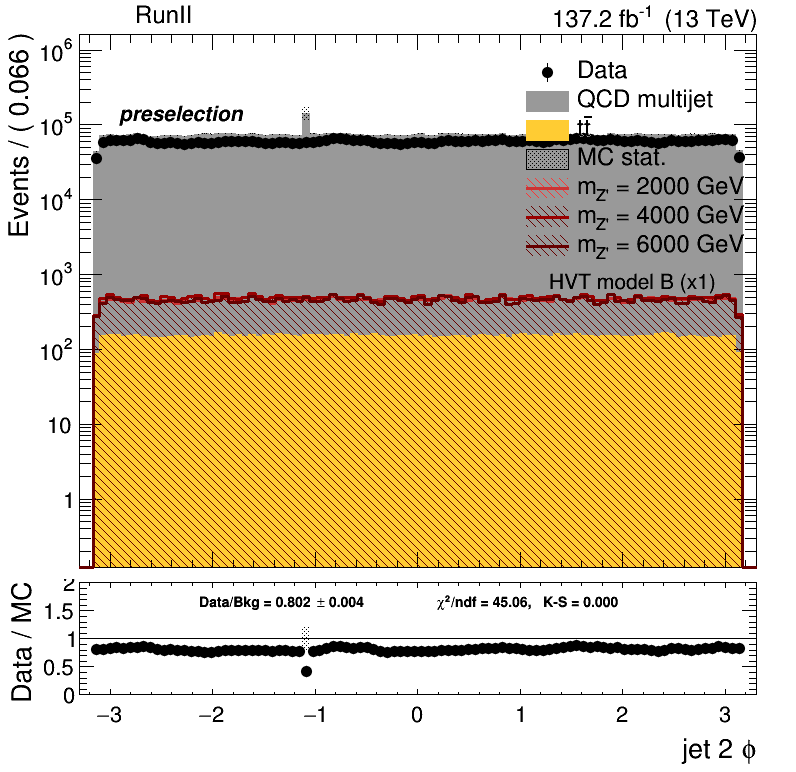 RunII 137.2 fb⁻¹ (13 TeV)
Events / ( 0.066 )
10⁶
10⁵
10⁴
10³
10²
10
1
preselection
Data
QCD multijet
tt̅
MC stat.
m_Z' = 2000 GeV
m_Z' = 4000 GeV
m_Z' = 6000 GeV
HVT model B (x1)
Data / MC
2
1.5
1
0.5
0
Data/Bkg = 0.802 ± 0.004 χ²/ndf = 45.06, K-S = 0.000
−3 −2 −1 0 1 2 3
jet 2 ϕ